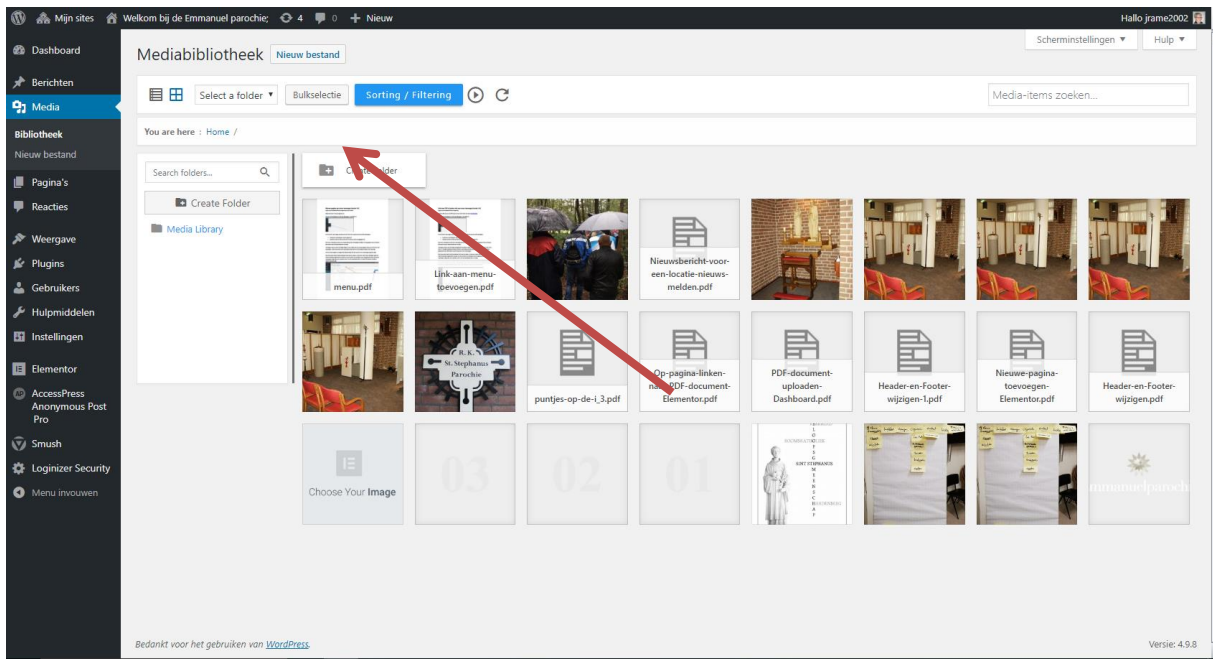 Mijn sites Welkom bij de Emmanuel parochie; 4 0 + Nieuw Hallo jrame2002
Dashboard
Berichten
Media
Bibliotheek
Nieuw bestand
Pagina's
Reacties
Weergave
Plugins
Gebruikers
Hulpmiddelen
Instellingen
Elementor
AccessPress
Anonymous Post
Pro
Smush
Loginizer Security
Menu invouwen
Scherminstellingen ▼ Hulp ▼
Mediabibliotheek Nieuw bestand
Select a folder Bulkselectie Sorting / Filtering Media-items zoeken...
You are here : Home /
Search folders...
Create Folder
Media Library
Create Folder
menu.pdf
Link-aan-menu-
toevoegen.pdf
Nieuwsbericht-voor-
een-locatie-nieuws-
melden.pdf
R. K.
St. Stephanus
Parochie
puntjes-op-de-i_3.pdf
Op-pagina-linken-
PDF-document-
Elementor.pdf
PDF-document-
uploaden-
Dashboard.pdf
Header-en-Footer-
wijzigen-1.pdf
Nieuwe-pagina-
toevoegen-
Elementor.pdf
Header-en-Footer-
wijzigen.pdf
Choose Your Image
03
02
01
SINT STEPHANUS
Bedankt voor het gebruiken van WordPress.
Versie: 4.9.8